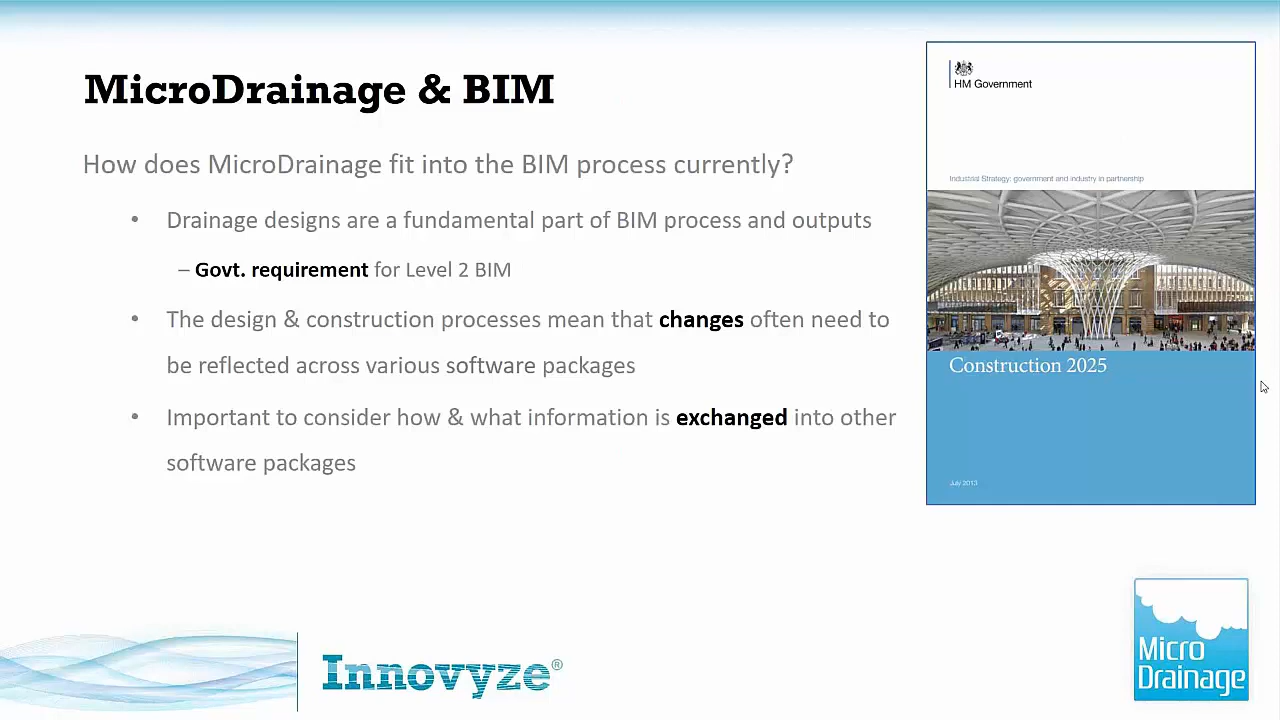 MicroDrainage & BIM
How does MicroDrainage fit into the BIM process currently?
• Drainage designs are a fundamental part of BIM process and outputs
– Govt. requirement for Level 2 BIM
• The design & construction processes mean that changes often need to
be reflected across various software packages
• Important to consider how & what information is exchanged into other
software packages
HM Government
Industrial Strategy: government and industry in partnership
Construction 2025
July 2013
Innovyze®
Micro
Drainage